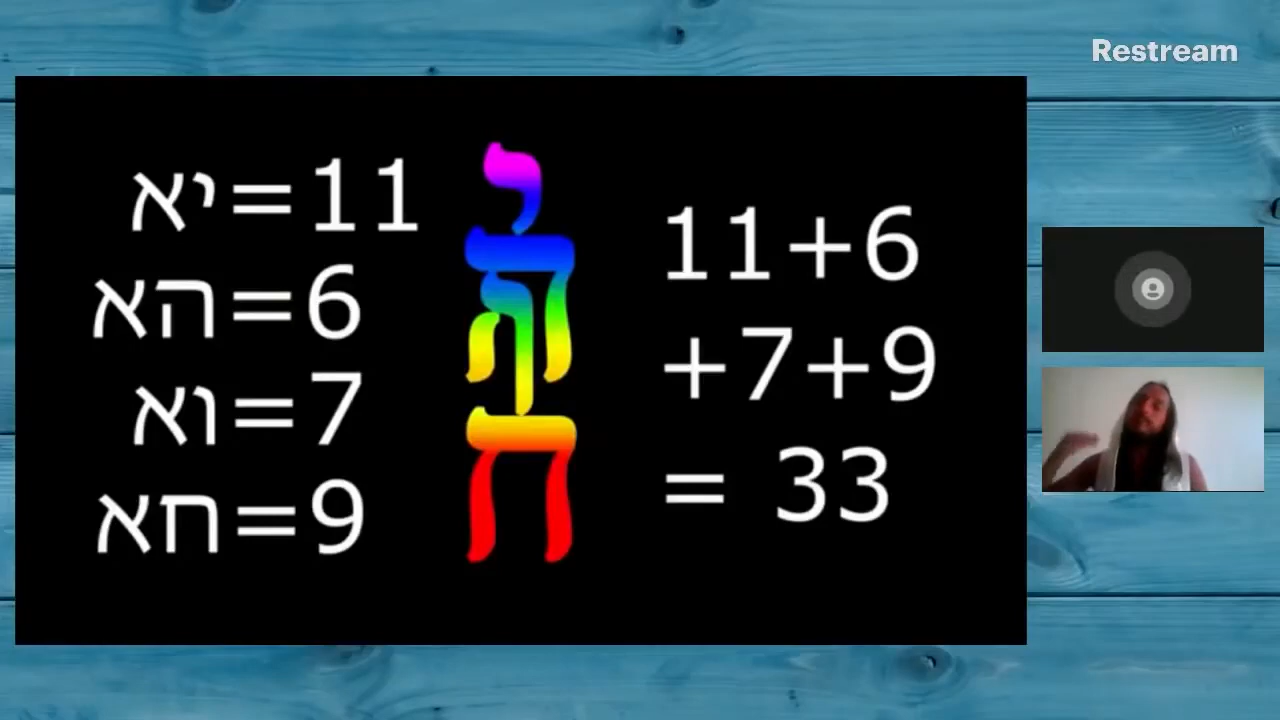 Restream
יא=11
הא=6
וא=7
חא=9
י
ה
ו
ח
11+6
+7+9
= 33